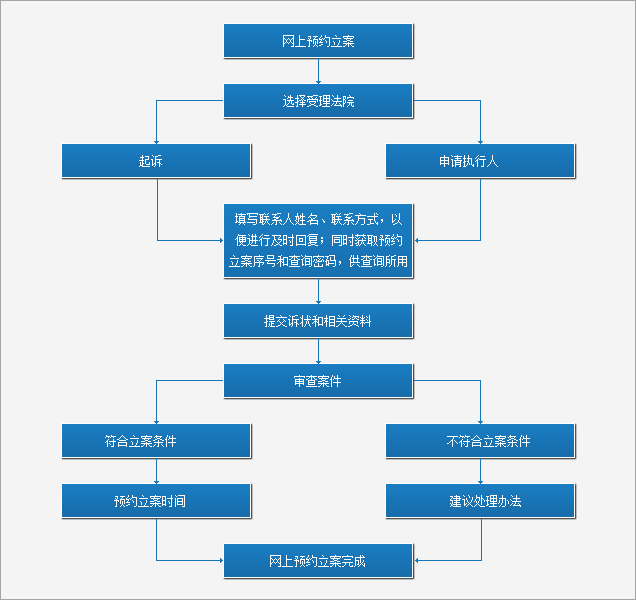 网上预约立案
选择受理法院
起诉
申请执行人
填写联系人姓名、联系方式，以
便进行及时回复；同时获取预约
立案序号和查询密码，供查询所用
提交诉状和相关资料
审查案件
符合立案条件
不符合立案条件
预约立案时间
建议处理办法
网上预约立案完成